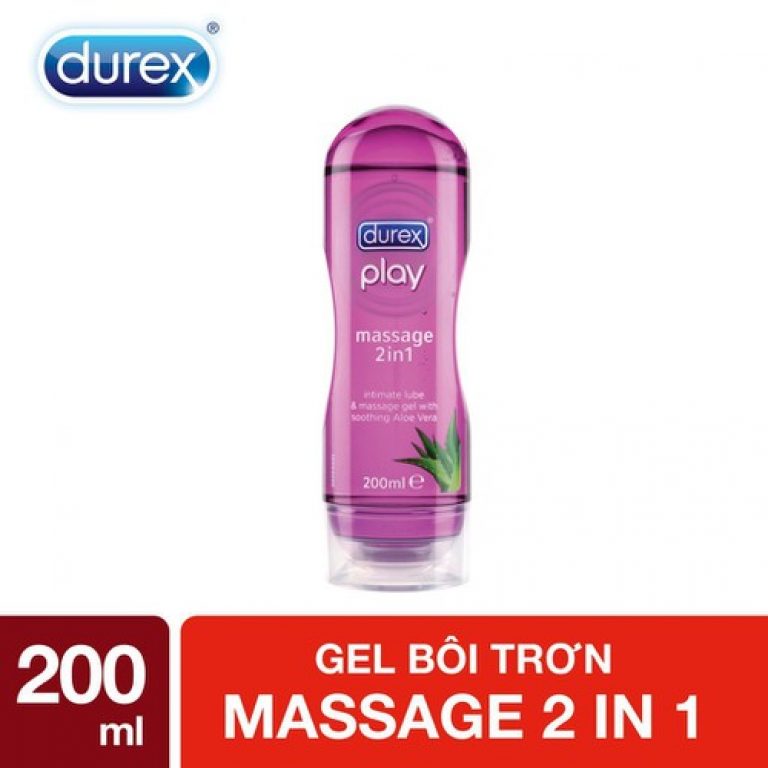 durex®
durex®
play
massage
2in1
intimate lube
& massage gel with
soothing Aloe Vera
200ml ℮
200
ml
GEL BÔI TRƠN
MASSAGE 2 IN 1